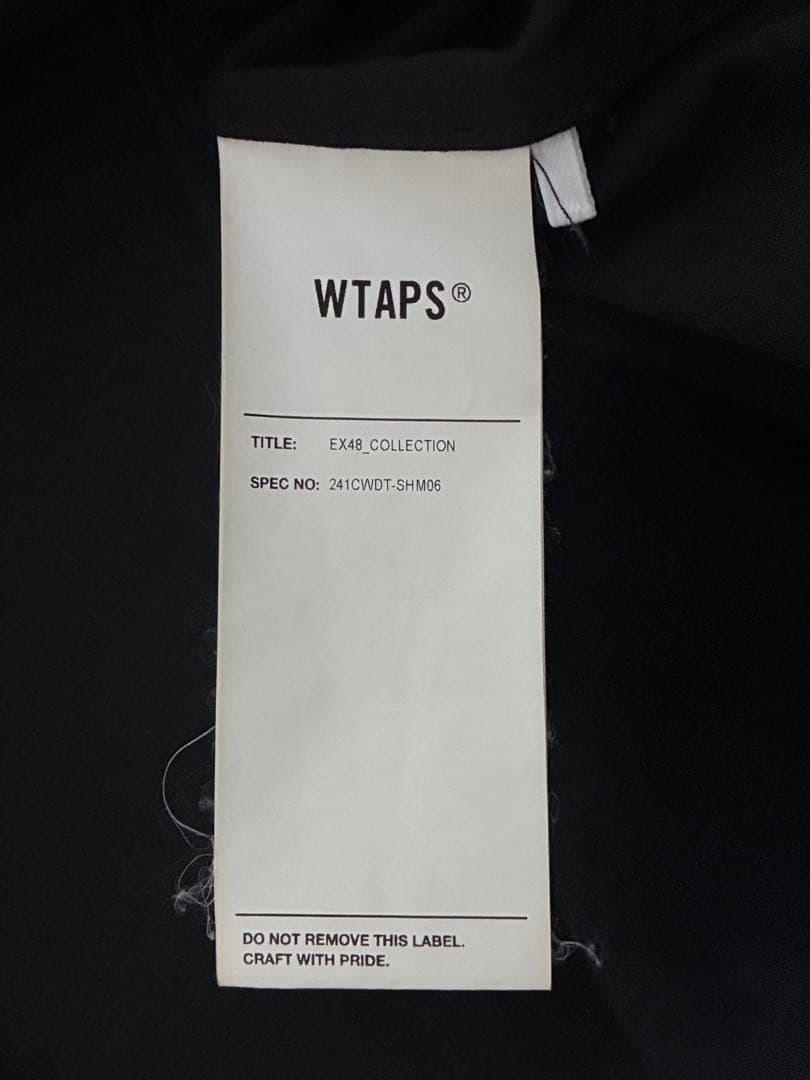 WTAPS®
TITLE: EX48_COLLECTION
SPEC NO: 241CWDT-SHM06
DO NOT REMOVE THIS LABEL.
CRAFT WITH PRIDE.